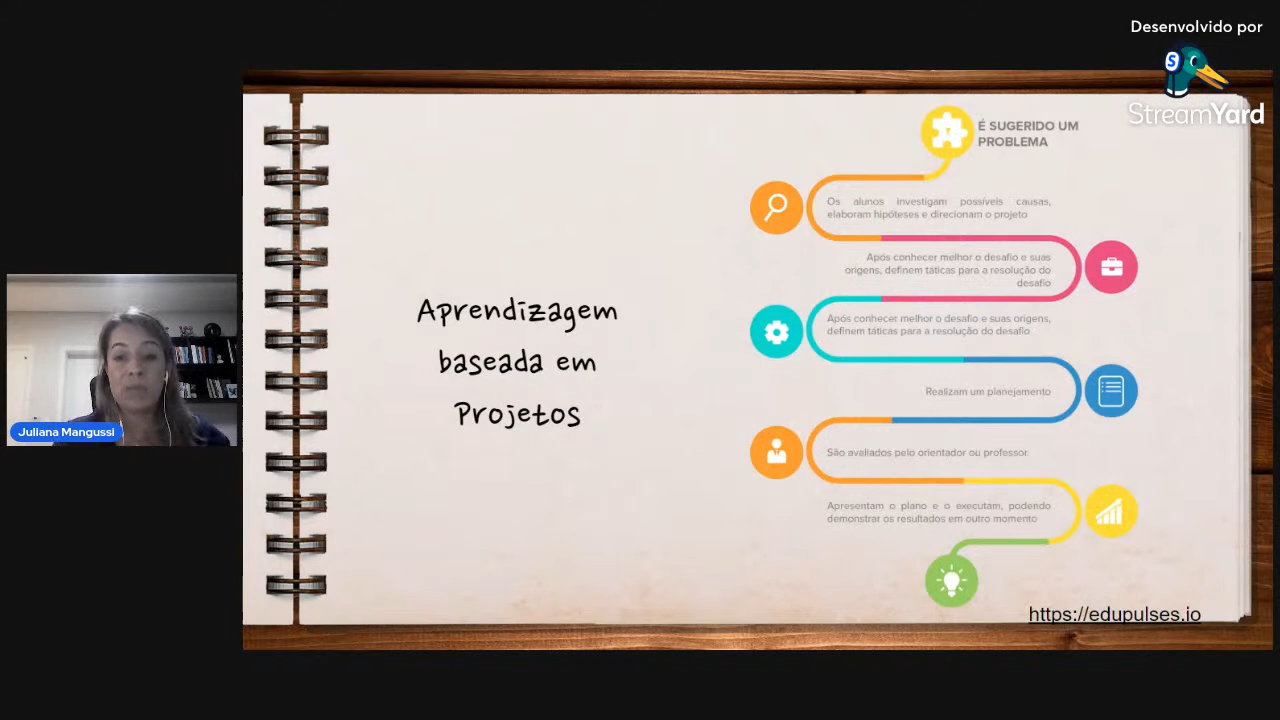 Desenvolvido por
StreamYard
É SUGERIDO UM
PROBLEMA
Os alunos investigam possíveis causas,
elaboram hipóteses e direcionam o projeto
Após conhecer melhor o desafio e suas
origens, definem táticas para a resolução do
desafio
Após conhecer melhor o desafio e suas origens,
definem táticas para a resolução do desafio
Realizam um planejamento
São avaliados pelo orientador ou professor.
Apresentam o plano e o executam, podendo
demonstrar os resultados em outro momento
Aprendizagem
baseada em
Projetos
Juliana Mangussi
https://edupulses.io